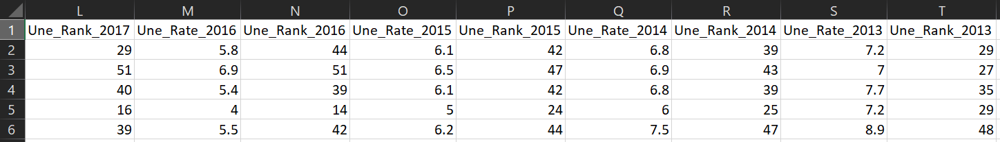 L M N O P Q R S T
1 Une_Rank_2017 Une_Rate_2016 Une_Rank_2016 Une_Rate_2015 Une_Rank_2015 Une_Rate_2014 Une_Rank_2014 Une_Rate_2013 Une_Rank_2013
2 29 5.8 44 6.1 42 6.8 39 7.2 29
3 51 6.9 51 6.5 47 6.9 43 7 27
4 40 5.4 39 6.1 42 6.8 39 7.7 35
5 16 4 14 5 24 6 25 7.2 29
6 39 5.5 42 6.2 44 7.5 47 8.9 48